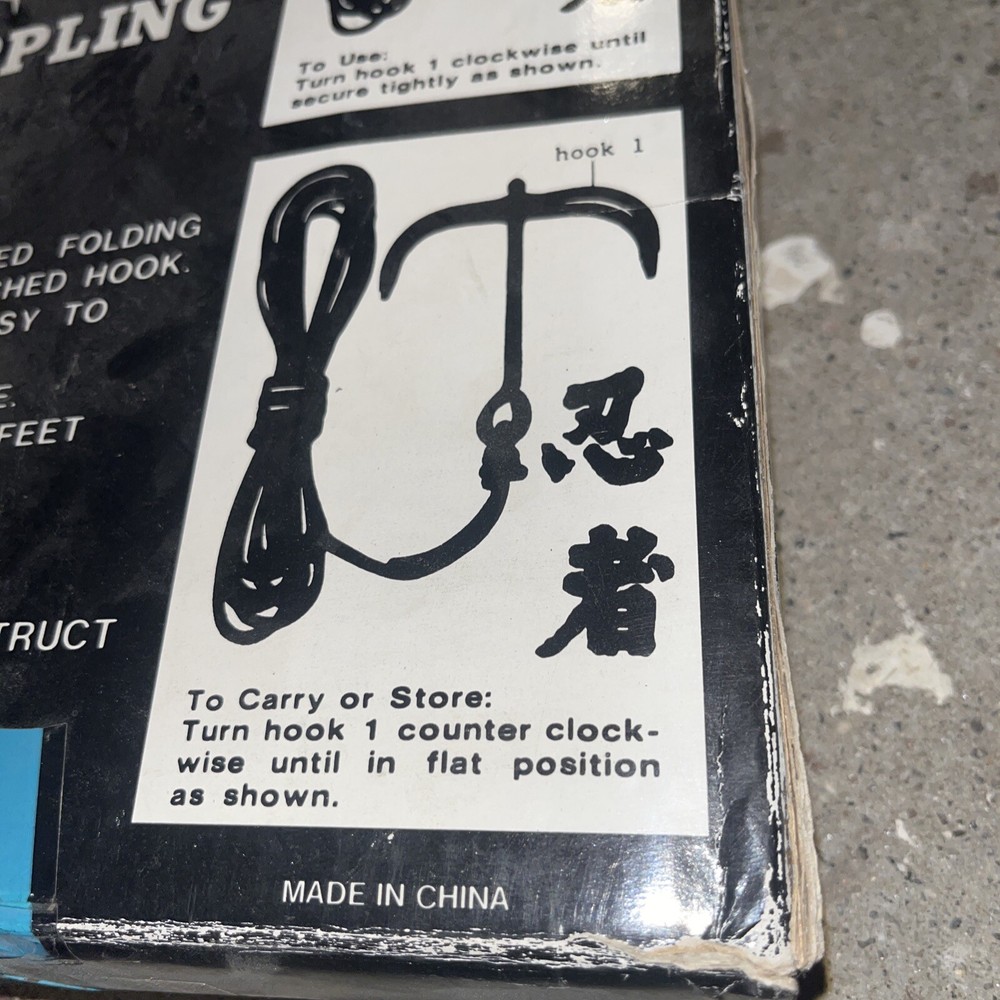 PPLING
To Use:
Turn hook 1 clockwise until
secure tightly as shown.
hook 1
ED FOLDING
CHED HOOK.
SY TO
E.
FEET
TRUCT
忍
者
To Carry or Store:
Turn hook 1 counter clock-
wise until in flat position
as shown.
MADE IN CHINA